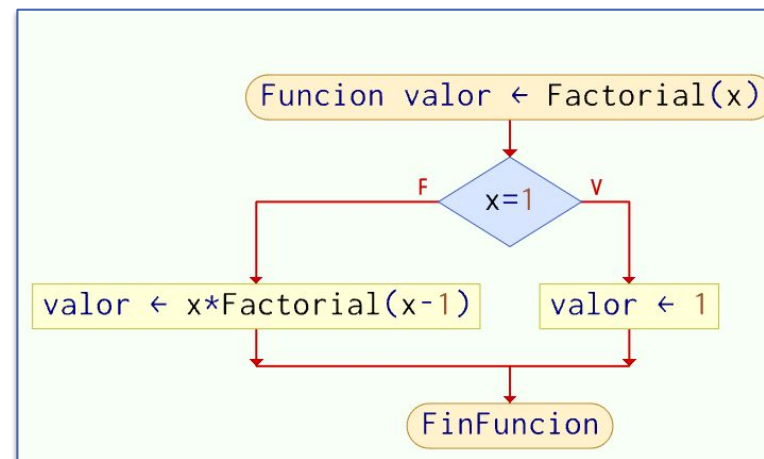 Funcion valor ← Factorial(x)
x=1
F
V
valor ← x*Factorial(x-1)
valor ← 1
FinFuncion